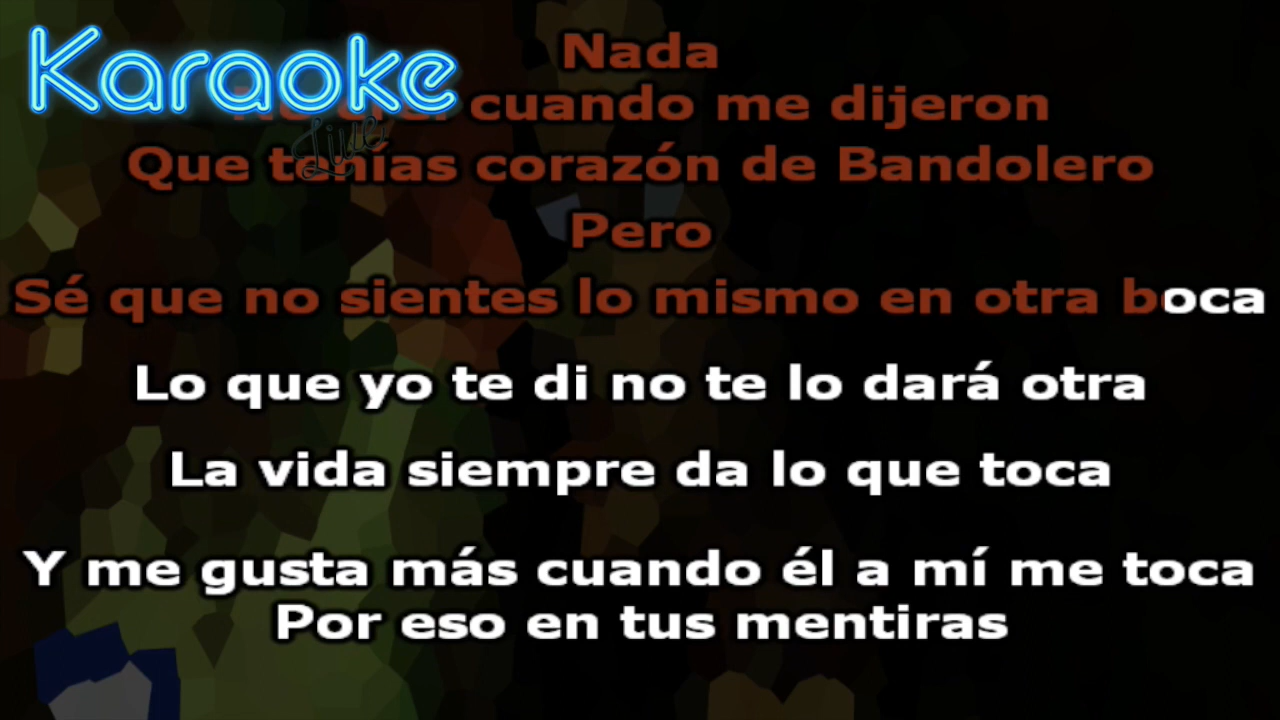 Karaoke
Live
Nada
cuando me dijeron
Que tenías corazón de Bandolero
Pero
Sé que no sientes lo mismo en otra boca
Lo que yo te di no te lo dará otra
La vida siempre da lo que toca
Y me gusta más cuando él a mí me toca
Por eso en tus mentiras